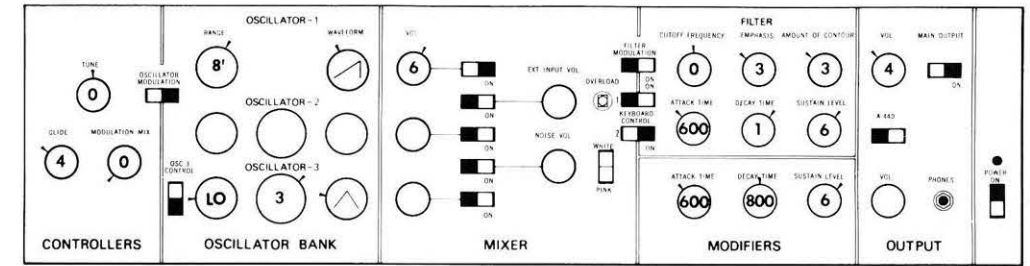 TUNE
0
OSCILLATOR
MODULATION
GLIDE
4
MODULATION MIX
0
CONTROLLERS
OSCILLATOR-1
RANGE
8'
WAVEFORM
OSCILLATOR-2
OSCILLATOR-3
OSC 3
CONTROL
LO
3
OSCILLATOR BANK
VOL
6
ON
ON
ON
ON
ON
EXT. INPUT VOL
OVERLOAD
NOISE VOL
WHITE
PINK
MIXER
FILTER
MODULATION
ON
ON
1
KEYBOARD
CONTROL
2
ON
FILTER
CUTOFF FREQUENCY
0
EMPHASIS
3
AMOUNT OF CONTOUR
3
ATTACK TIME
600
DECAY TIME
1
SUSTAIN LEVEL
6
ATTACK TIME
600
DECAY TIME
800
SUSTAIN LEVEL
6
MODIFIERS
VOL
4
MAIN OUTPUT
ON
A-440
VOL
PHONES
OUTPUT
POWER
ON